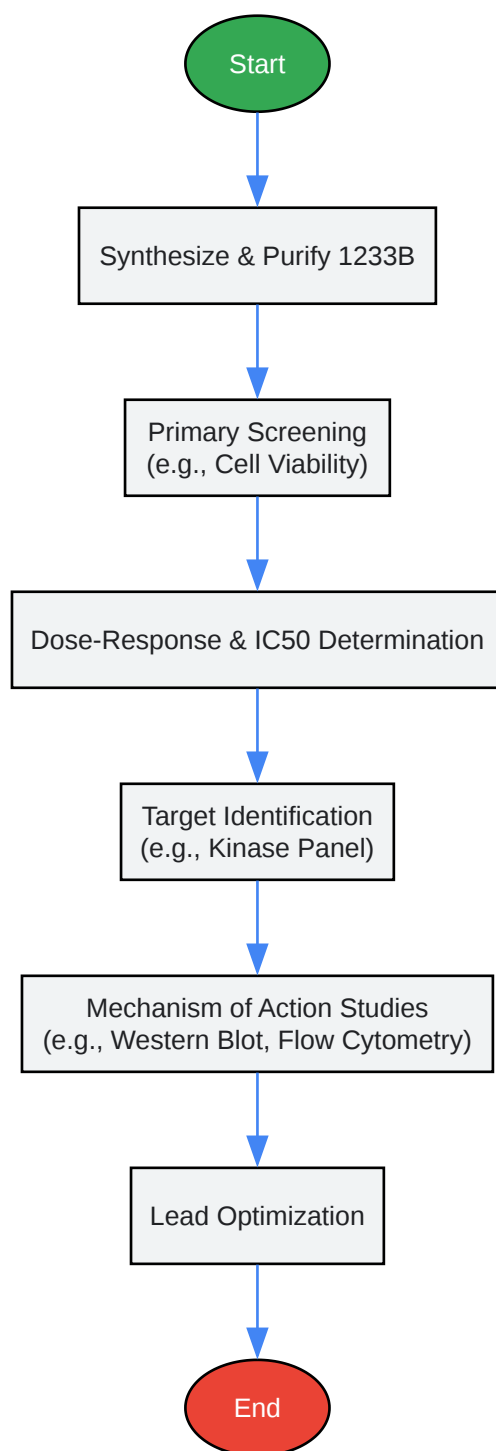 Start
Synthesize & Purify 1233B
Primary Screening
(e.g., Cell Viability)
Dose-Response & IC50 Determination
Target Identification
(e.g., Kinase Panel)
Mechanism of Action Studies
(e.g., Western Blot, Flow Cytometry)
Lead Optimization
End